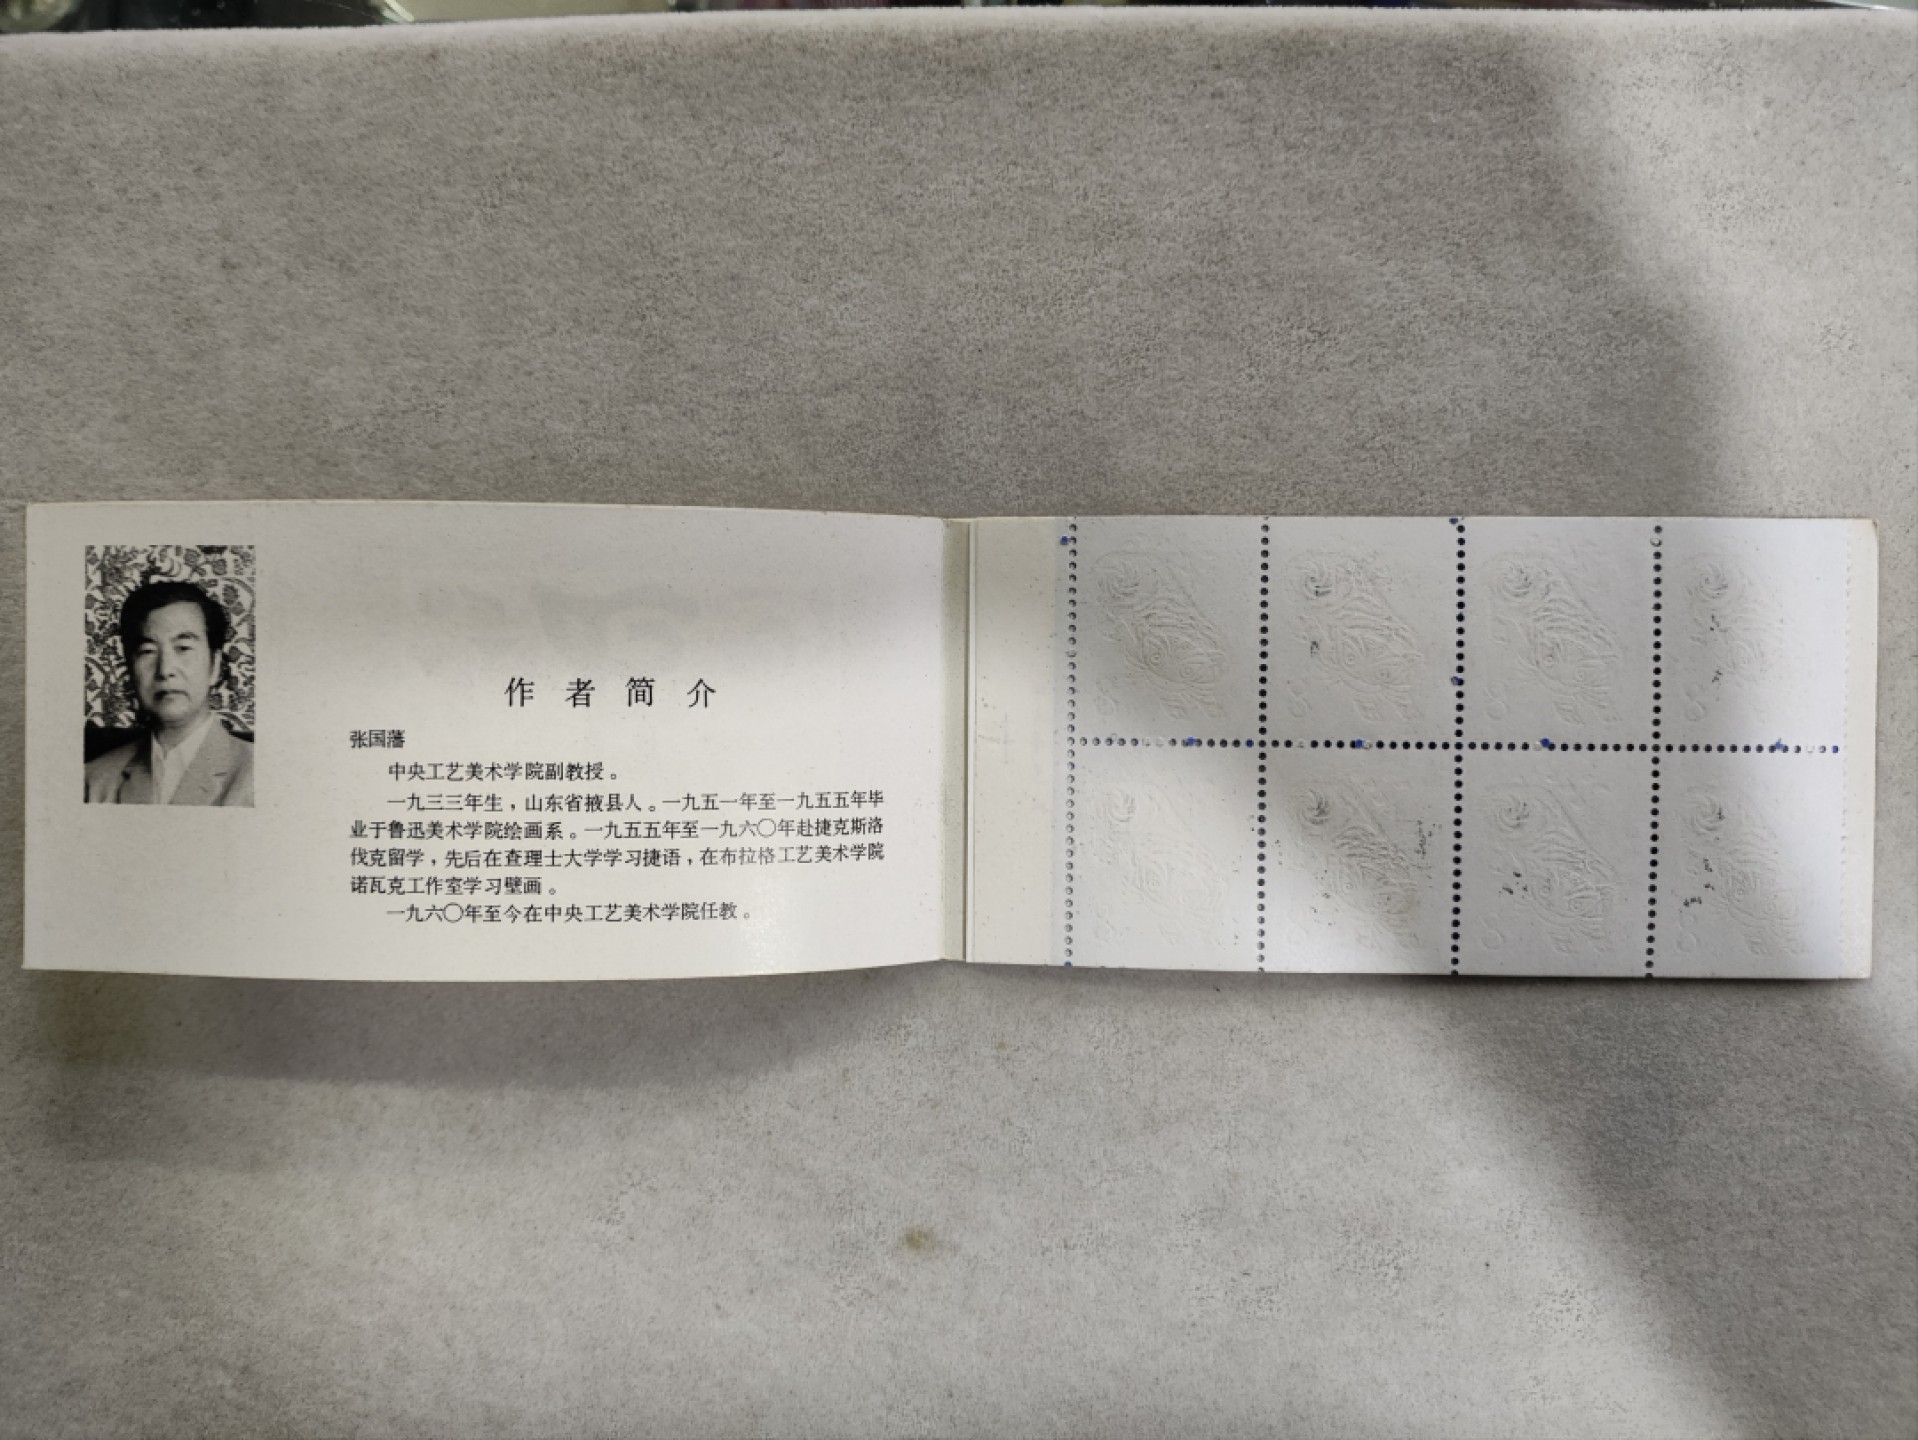 作者简介
张国藩
中央工艺美术学院副教授。
一九三三年生，山东省掖县人。一九五一年至一九五五年毕
业于鲁迅美术学院绘画系。一九五五年至一九六〇年赴捷克斯洛
伐克留学，先后在查理士大学学习捷语，在布拉格工艺美术学院
诺瓦克工作室学习壁画。
一九六〇年至今在中央工艺美术学院任教。